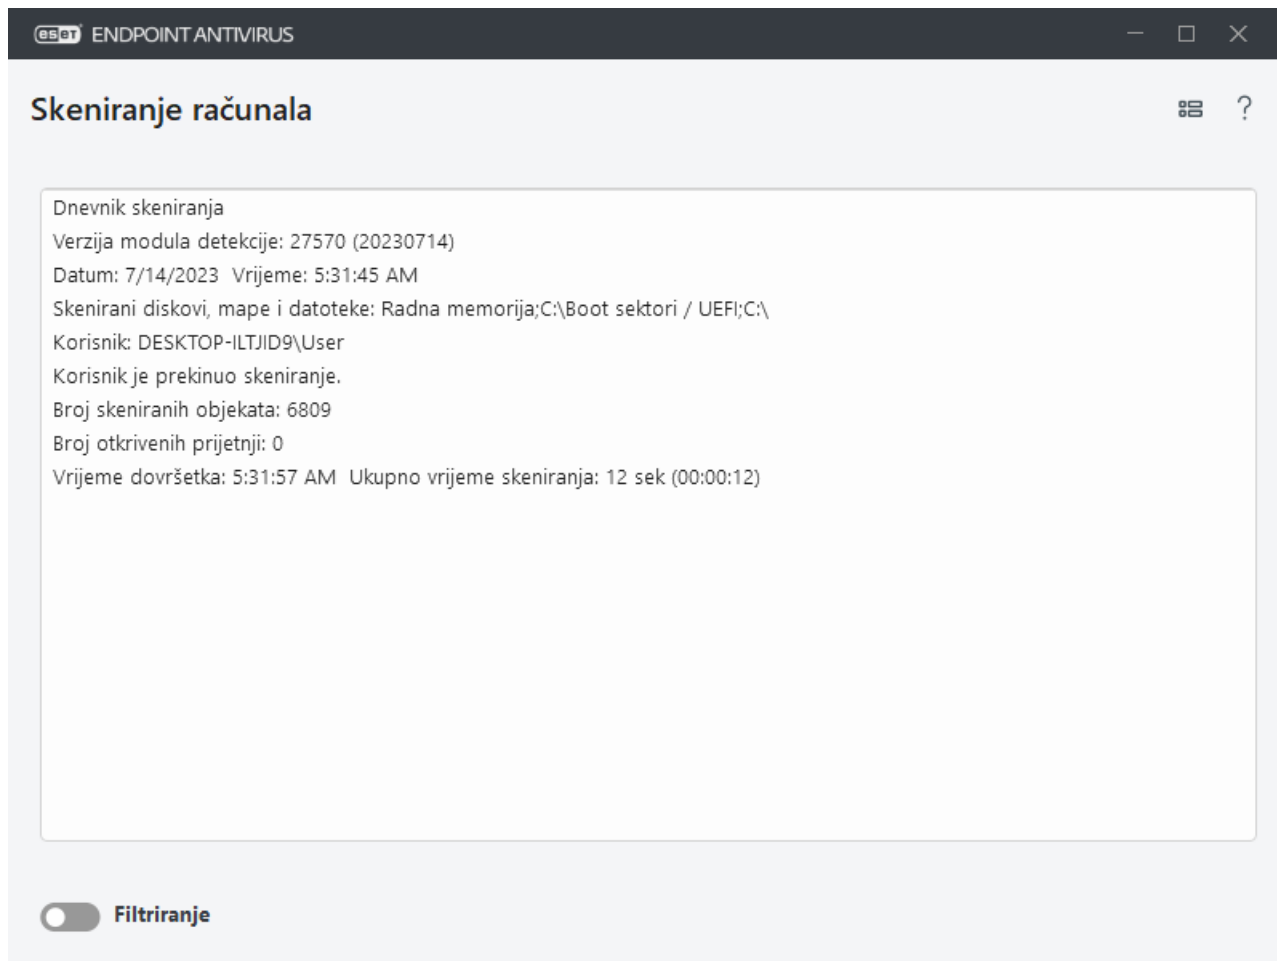 eset ENDPOINT ANTIVIRUS
Skeniranje računala
?
Dnevnik skeniranja
Verzija modula detekcije: 27570 (20230714)
Datum: 7/14/2023  Vrijeme: 5:31:45 AM
Skenirani diskovi, mape i datoteke: Radna memorija;C:\Boot sektori / UEFI;C:\
Korisnik: DESKTOP-ILTJID9\User
Korisnik je prekinuo skeniranje.
Broj skeniranih objekata: 6809
Broj otkrivenih prijetnji: 0
Vrijeme dovršetka: 5:31:57 AM  Ukupno vrijeme skeniranja: 12 sek (00:00:12)
Filtriranje